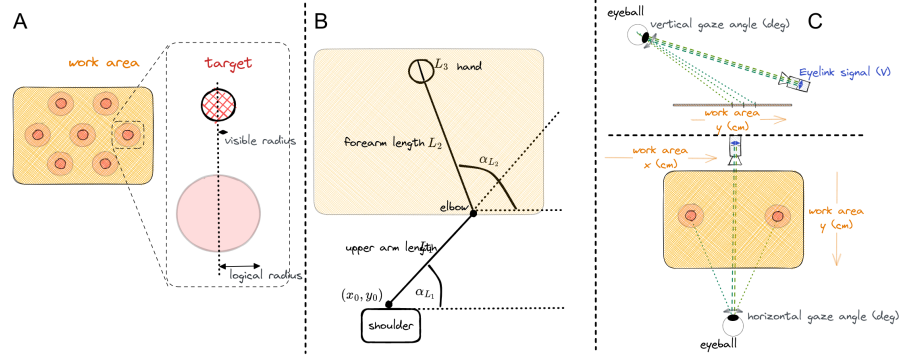 A
work area
target
visible radius
logical radius
B
L₃ hand
forearm length L₂
α_L₂
elbow
upper arm length
(x₀, y₀)
α_L₁
shoulder
C
eyeball
vertical gaze angle (deg)
Eyelink signal (V)
work area
y (cm)
work area
x (cm)
work area
y (cm)
horizontal gaze angle (deg)
eyeball